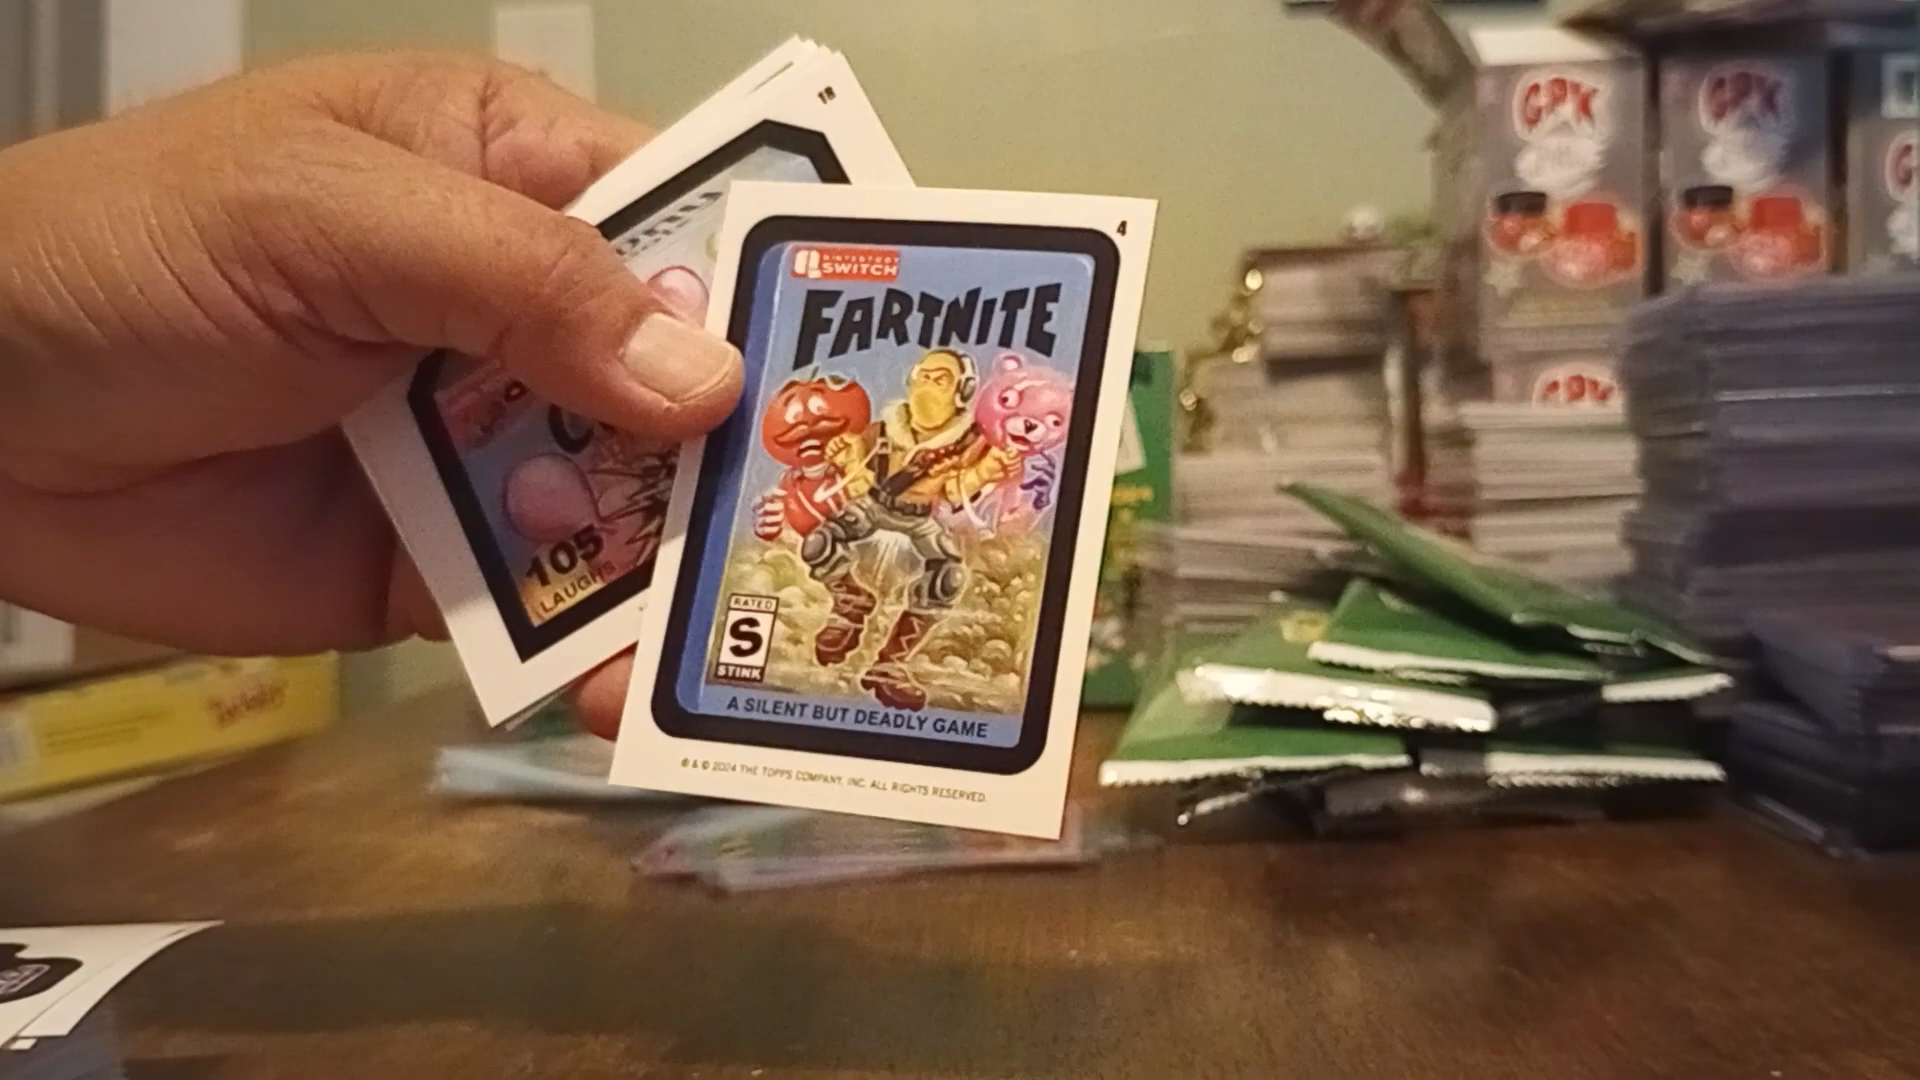 18
105
LAUGHS
4
SWITCH
FARTNITE
RATED
S
STINK
A SILENT BUT DEADLY GAME
® & © 2024 THE TOPPS COMPANY, INC. ALL RIGHTS RESERVED.
GPK
GPK
GPK